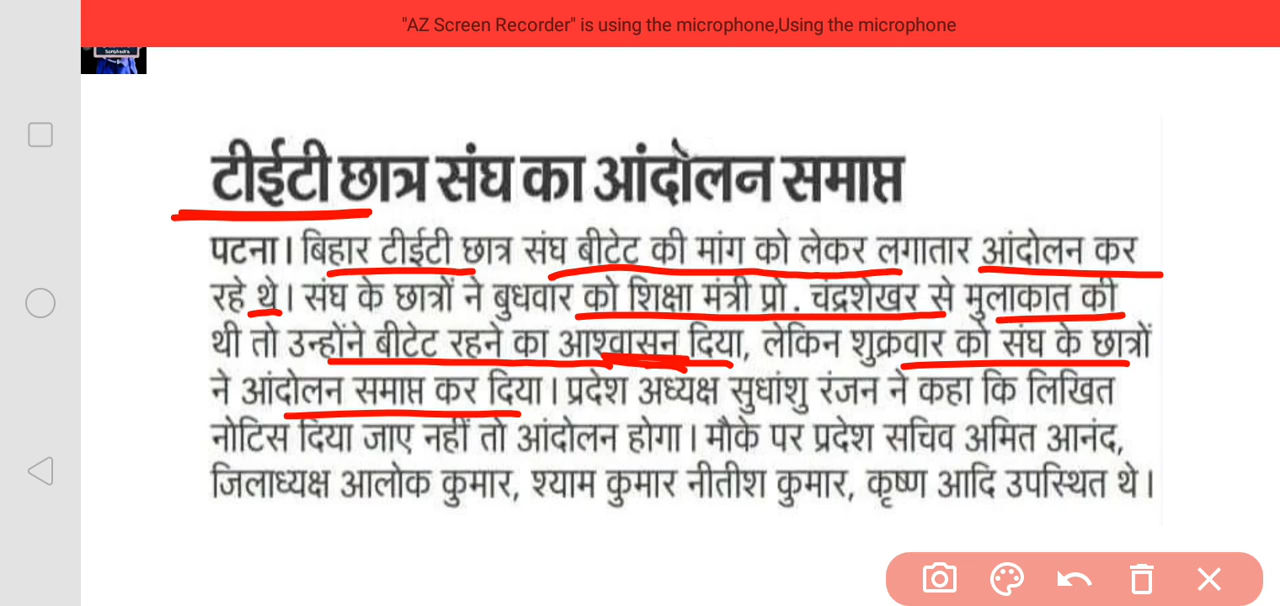 "AZ Screen Recorder" is using the microphone,Using the microphone
टीईटी छात्र संघ का आंदोलन समाप्त
पटना। बिहार टीईटी छात्र संघ बीटेट की मांग को लेकर लगातार आंदोलन कर
रहे थे। संघ के छात्रों ने बुधवार को शिक्षा मंत्री प्रो. चंद्रशेखर से मुलाकात की
थी तो उन्होंने बीटेट रहने का आश्वासन दिया, लेकिन शुक्रवार को संघ के छात्रों
ने आंदोलन समाप्त कर दिया। प्रदेश अध्यक्ष सुधांशु रंजन ने कहा कि लिखित
नोटिस दिया जाए नहीं तो आंदोलन होगा। मौके पर प्रदेश सचिव अमित आनंद,
जिलाध्यक्ष आलोक कुमार, श्याम कुमार नीतीश कुमार, कृष्ण आदि उपस्थित थे।